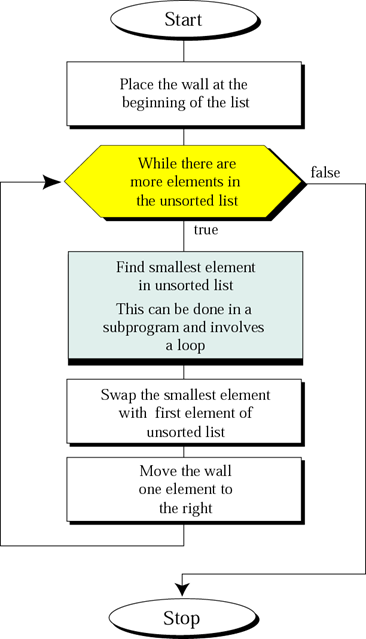 Start
Place the wall at the
beginning of the list
While there are
more elements in
the unsorted list
false
true
Find smallest element
in unsorted list
This can be done in a
subprogram and involves
a loop
Swap the smallest element
with first element of
unsorted list
Move the wall
one element to
the right
Stop